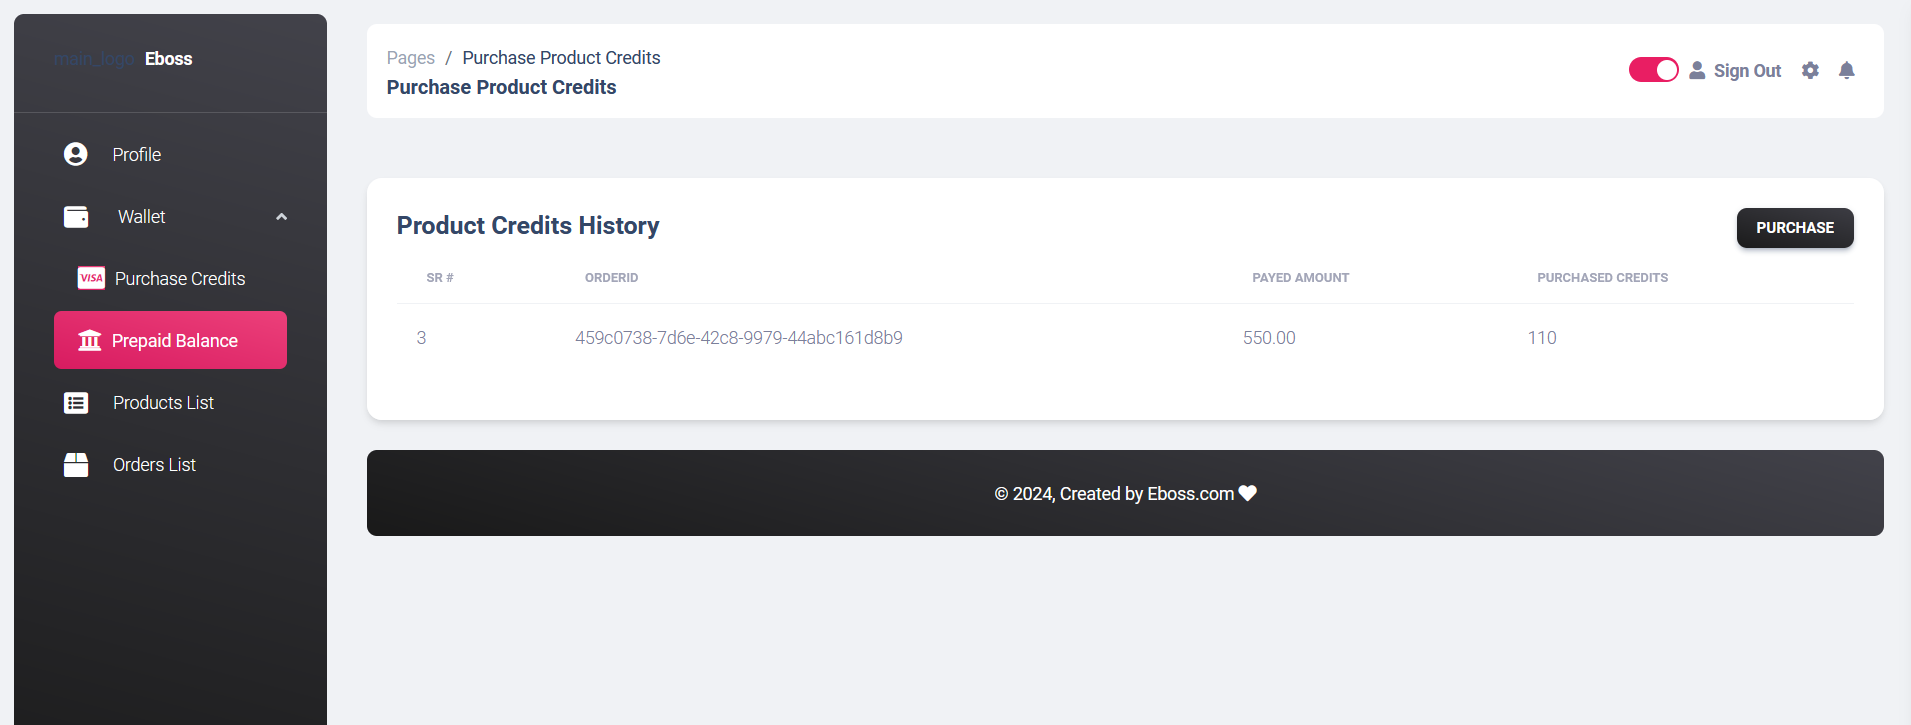 main_logo Eboss
Profile
Wallet
VISA Purchase Credits
Prepaid Balance
Products List
Orders List
Pages / Purchase Product Credits
Purchase Product Credits
Sign Out
Product Credits History
PURCHASE
SR # ORDERID PAYED AMOUNT PURCHASED CREDITS
3 459c0738-7d6e-42c8-9979-44abc161d8b9 550.00 110
© 2024, Created by Eboss.com